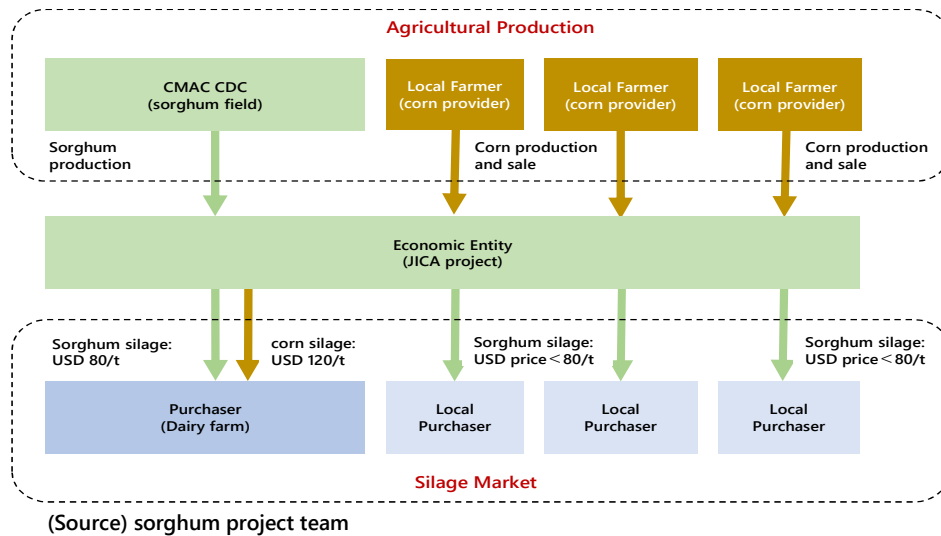 Agricultural Production
CMAC CDC
(sorghum field)
Local Farmer
(corn provider)
Local Farmer
(corn provider)
Local Farmer
(corn provider)
Sorghum
production
Corn production
and sale
Corn production
and sale
Economic Entity
(JICA project)
Sorghum silage:
USD 80/t
corn silage:
USD 120/t
Sorghum silage:
USD price<80/t
Sorghum silage:
USD price<80/t
Purchaser
(Dairy farm)
Local
Purchaser
Local
Purchaser
Local
Purchaser
Silage Market
(Source) sorghum project team